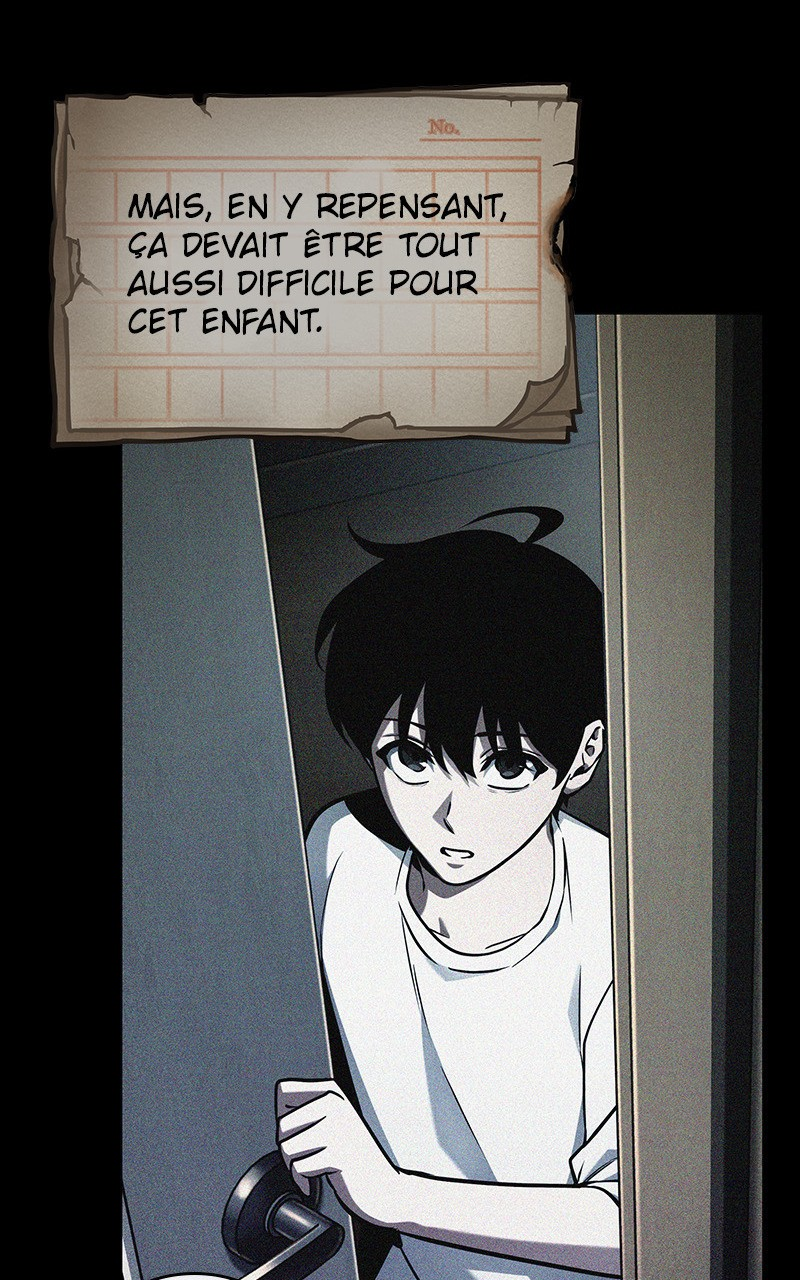 No.
MAIS, EN Y REPENSANT,
ÇA DEVAIT ÊTRE TOUT
AUSSI DIFFICILE POUR
CET ENFANT.